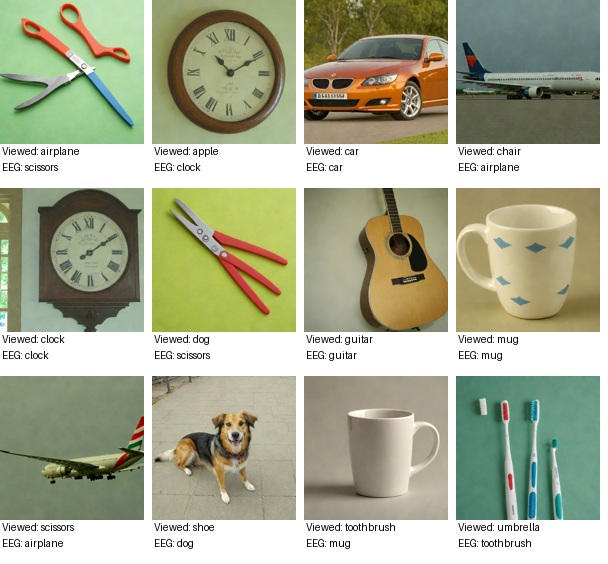 Viewed: airplane
EEG: scissors
Viewed: apple
EEG: clock
Viewed: car
EEG: car
Viewed: chair
EEG: airplane
Viewed: clock
EEG: clock
Viewed: dog
EEG: scissors
Viewed: guitar
EEG: guitar
Viewed: mug
EEG: mug
Viewed: scissors
EEG: airplane
Viewed: shoe
EEG: dog
Viewed: toothbrush
EEG: mug
Viewed: umbrella
EEG: toothbrush